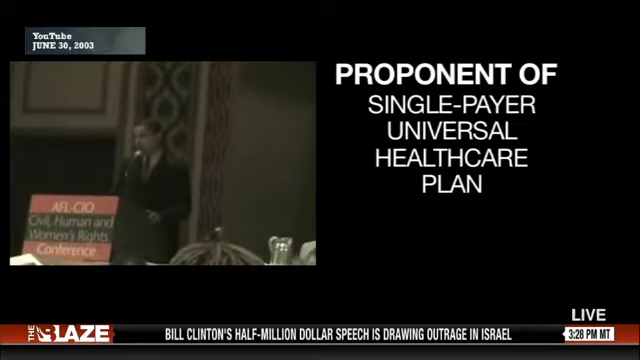 YouTube
JUNE 30, 2003
PROPONENT OF
SINGLE-PAYER
UNIVERSAL
HEALTHCARE
PLAN
AFL-CIO
Civil, Human and
Women's Rights
Conference
LIVE
THE BLAZE
BILL CLINTON'S HALF-MILLION DOLLAR SPEECH IS DRAWING OUTRAGE IN ISRAEL
3:28 PM MT